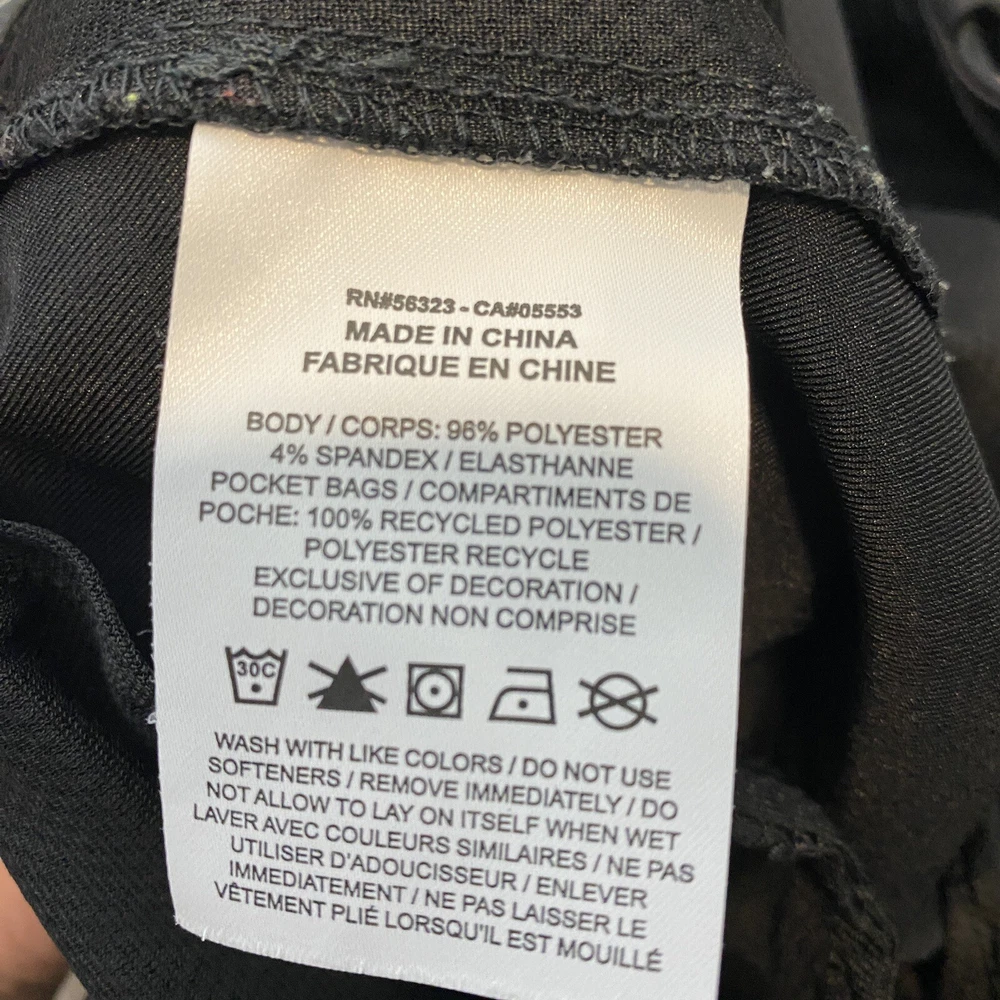 RN#56323 - CA#05553
MADE IN CHINA
FABRIQUE EN CHINE
BODY / CORPS: 96% POLYESTER
4% SPANDEX / ELASTHANNE
POCKET BAGS / COMPARTIMENTS DE
POCHE: 100% RECYCLED POLYESTER /
POLYESTER RECYCLE
EXCLUSIVE OF DECORATION /
DECORATION NON COMPRISE
30C
WASH WITH LIKE COLORS / DO NOT USE
SOFTENERS / REMOVE IMMEDIATELY / DO
NOT ALLOW TO LAY ON ITSELF WHEN WET
LAVER AVEC COULEURS SIMILAIRES / NE PAS
UTILISER D'ADOUCISSEUR / ENLEVER
IMMEDIATEMENT / NE PAS LAISSER LE
VÊTEMENT PLIÉ LORSQU'IL EST MOUILLÉ